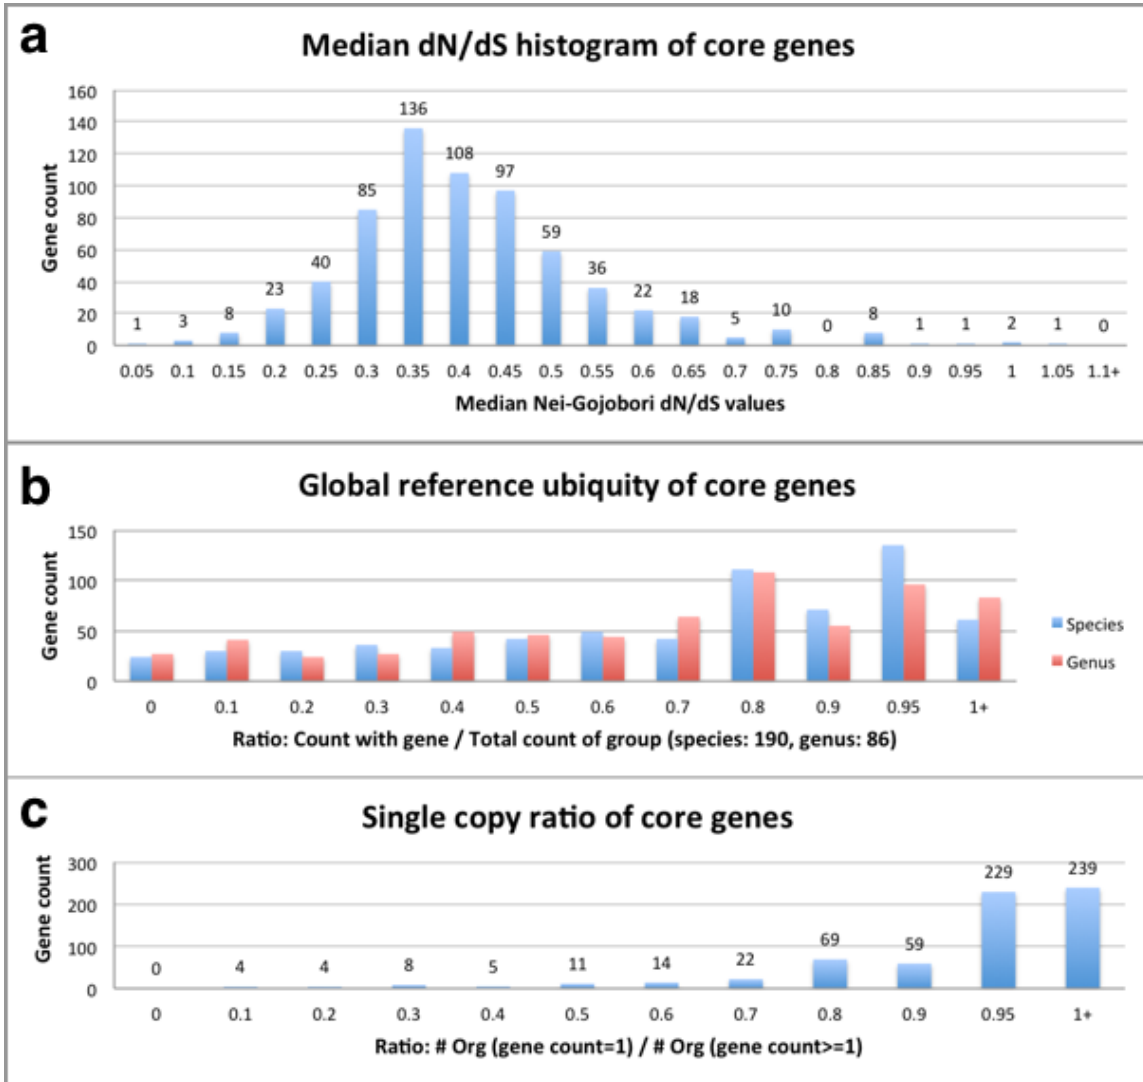 a
Median dN/dS histogram of core genes
160
140
120
100
80
60
40
20
0
Gene count
1 3 8 23 40 85 136 108 97 59 36 22 18 5 10 0 8 1 1 2 1 0
0.05 0.1 0.15 0.2 0.25 0.3 0.35 0.4 0.45 0.5 0.55 0.6 0.65 0.7 0.75 0.8 0.85 0.9 0.95 1 1.05 1.1+
Median Nei-Gojobori dN/dS values
b
Global reference ubiquity of core genes
150
100
50
0
Gene count
Species
Genus
0 0.1 0.2 0.3 0.4 0.5 0.6 0.7 0.8 0.9 0.95 1+
Ratio: Count with gene / Total count of group (species: 190, genus: 86)
c
Single copy ratio of core genes
300
200
100
0
Gene count
0 4 4 8 5 11 14 22 69 59 229 239
0 0.1 0.2 0.3 0.4 0.5 0.6 0.7 0.8 0.9 0.95 1+
Ratio: # Org (gene count=1) / # Org (gene count>=1)